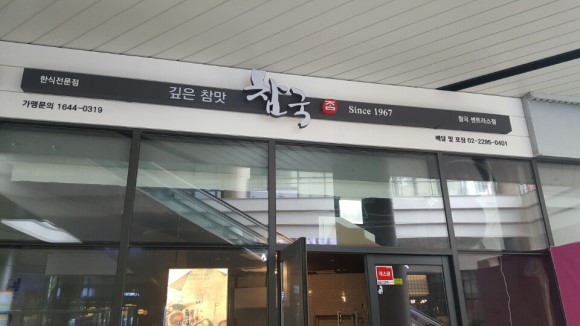 한식전문점
가맹문의 1644-0319
깊은 참맛
참국
참
Since 1967
배달 및 포장 02-2295-0401